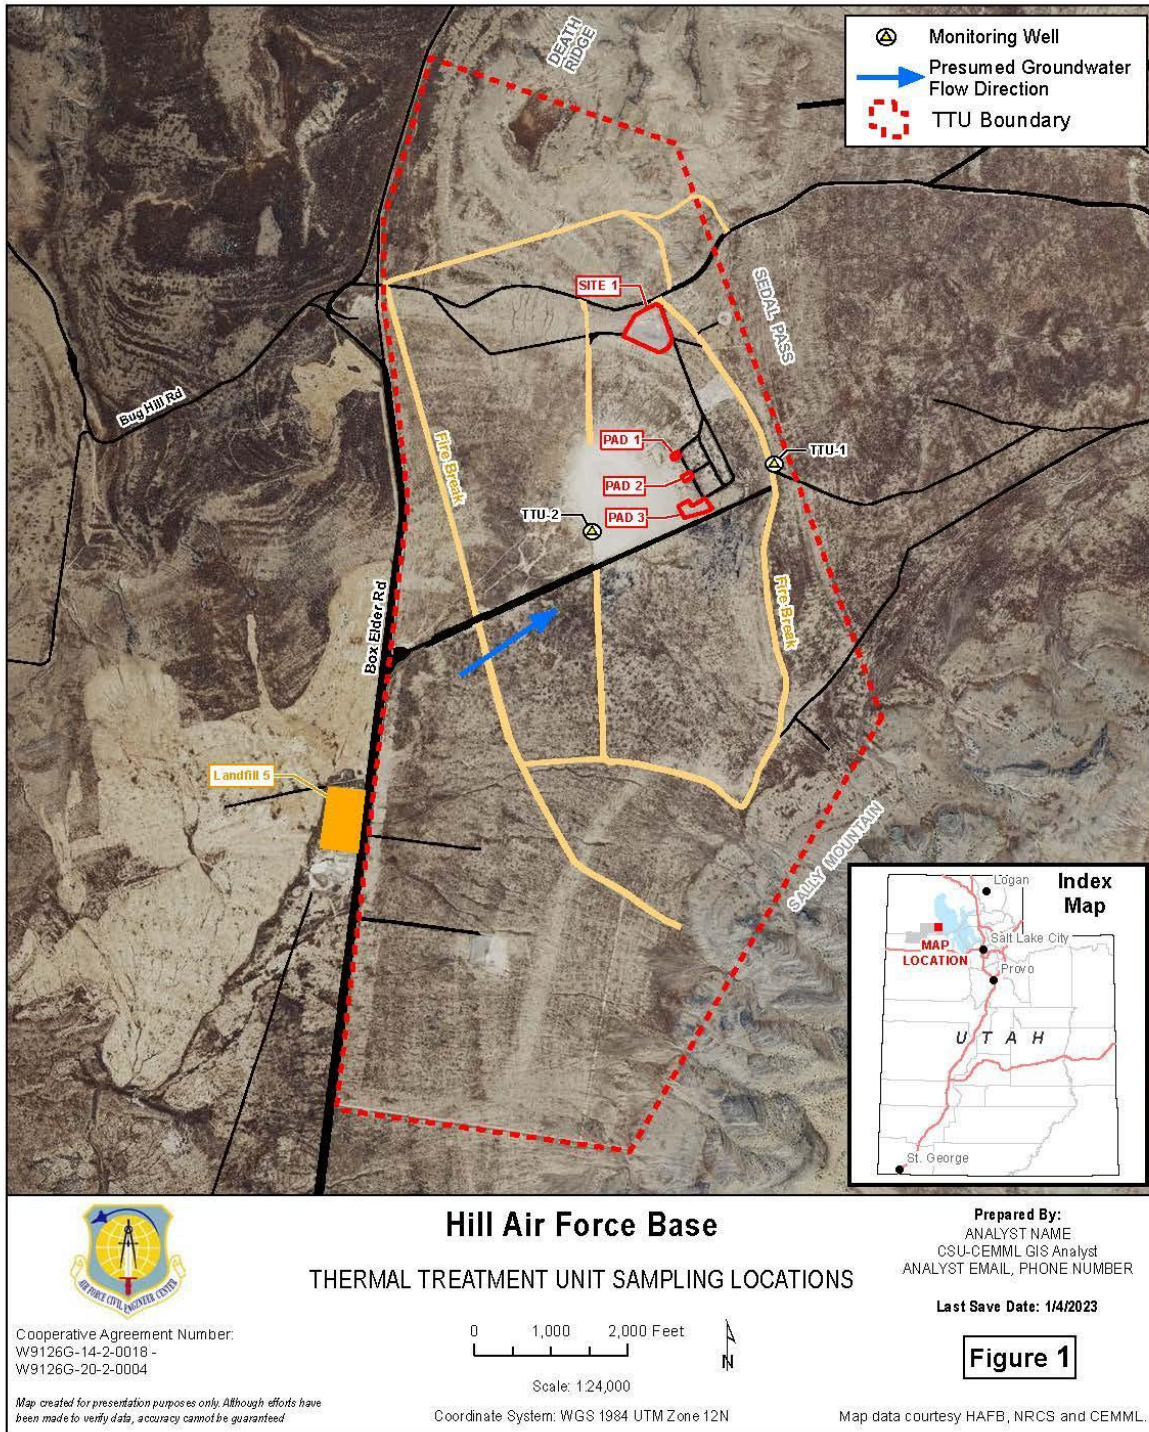 DEATH
RIDGE
Monitoring Well
Presumed Groundwater
Flow Direction
TTU Boundary
SITE 1
SEDAL PASS
Bug Hill Rd
Fire Break
PAD 1
TTU-1
PAD 2
TTU-2
PAD 3
Box Elder Rd
Fire Break
Landfill 5
SALLY MOUNTAIN
Index
Map
Logan
Salt Lake City
MAP
LOCATION
Provo
UTAH
St. George
AIR FORCE CIVIL ENGINEER CENTER
Cooperative Agreement Number:
W9126G-14-2-0018 -
W9126G-20-2-0004
Map created for presentation purposes only. Although efforts have
been made to verify data, accuracy cannot be guaranteed
Hill Air Force Base
THERMAL TREATMENT UNIT SAMPLING LOCATIONS
0 1,000 2,000 Feet
N
Scale: 1:24,000
Coordinate System: WGS 1984 UTM Zone 12N
Prepared By:
ANALYST NAME
CSU-CEMML GIS Analyst
ANALYST EMAIL, PHONE NUMBER
Last Save Date: 1/4/2023
Figure 1
Map data courtesy HAFB, NRCS and CEMML.